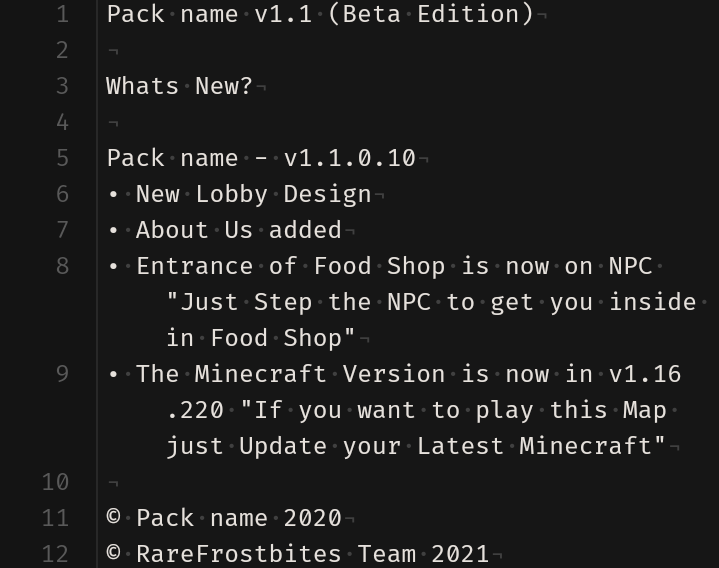 1 Pack name v1.1 (Beta Edition)¬
2 ¬
3 Whats New?¬
4 ¬
5 Pack name - v1.1.0.10¬
6 • New Lobby Design¬
7 • About Us added¬
8 • Entrance of Food Shop is now on NPC
"Just Step the NPC to get you inside
in Food Shop"¬
9 • The Minecraft Version is now in v1.16
.220 "If you want to play this Map
just Update your Latest Minecraft"¬
10 ¬
11 © Pack name 2020¬
12 © RareFrostbites Team 2021¬